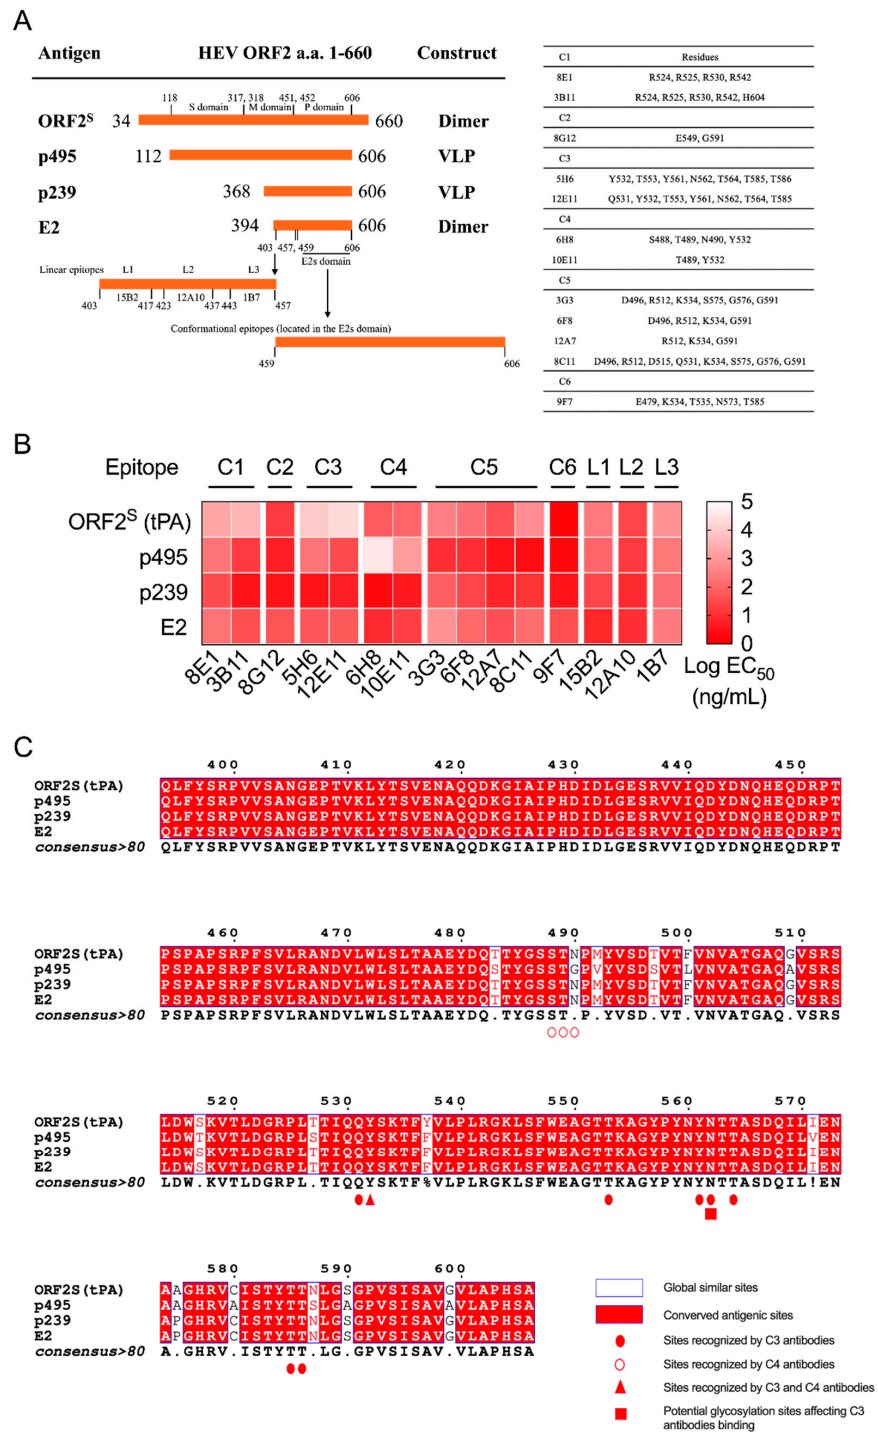 A
Antigen HEV ORF2 a.a. 1-660 Construct
118 317, 318 451, 452 606
S domain M domain P domain
ORF2S 34 660 Dimer
p495 112 606 VLP
p239 368 606 VLP
E2 394 606 Dimer
403 457, 459 606
E2s domain
Linear epitopes L1 L2 L3
15B2 12A10 1B7
403 417 423 437 443 457
Conformational epitopes (located in the E2s domain)
459 606
C1 Residues
8E1 R524, R525, R530, R542
3B11 R524, R525, R530, R542, H604
C2
8G12 E549, G591
C3
5H6 Y532, T553, Y561, N562, T564, T585, T586
12E11 Q531, Y532, T553, Y561, N562, T564, T585
C4
6H8 S488, T489, N490, Y532
10E11 T489, Y532
C5
3G3 D496, R512, K534, S575, G576, G591
6F8 D496, R512, K534, G591
12A7 R512, K534, G591
8C11 D496, R512, D515, Q531, K534, S575, G576, G591
C6
9F7 E479, K534, T535, N573, T585
B
Epitope C1 C2 C3 C4 C5 C6 L1 L2 L3
ORF2S (tPA)
p495
p239
E2
8E1 3B11 8G12 5H6 12E11 6H8 10E11 3G3 6F8 12A7 8C11 9F7 15B2 12A10 1B7
5
4
3
2
1
0
Log EC50
(ng/mL)
C
400 410 420 430 440 450
ORF2S(tPA) QLFYSRPVVSANGEPTVKLYTSVENAQQDKGIAIPHDIDLGESRVVIQDYDNQHEQDRPT
p495 QLFYSRPVVSANGEPTVKLYTSVENAQQDKGIAIPHDIDLGESRVVIQDYDNQHEQDRPT
p239 QLFYSRPVVSANGEPTVKLYTSVENAQQDKGIAIPHDIDLGESRVVIQDYDNQHEQDRPT
E2 QLFYSRPVVSANGEPTVKLYTSVENAQQDKGIAIPHDIDLGESRVVIQDYDNQHEQDRPT
consensus>80 QLFYSRPVVSANGEPTVKLYTSVENAQQDKGIAIPHDIDLGESRVVIQDYDNQHEQDRPT
460 470 480 490 500 510
ORF2S(tPA) PSPAPSRPFSVLRANDVLWLSLTAAEYDQTTYGSSTNPMYVSDTVTFVNVATGAQGVSRS
p495 PSPAPSRPFSVLRANDVLWLSLTAAEYDQSTYGSSTGPVYVSDSVTLVNVATGAQAVSRS
p239 PSPAPSRPFSVLRANDVLWLSLTAAEYDQTTYGSSTNPMYVSDTVTFVNVATGAQGVSRS
E2 PSPAPSRPFSVLRANDVLWLSLTAAEYDQTTYGSSTNPMYVSDTVTFVNVATGAQGVSRS
consensus>80 PSPAPSRPFSVLRANDVLWLSLTAAEYDQ.TYGSST.P.YVSD.VT.VNVATGAQ.VSRS
520 530 540 550 560 570
ORF2S(tPA) LDWSKVTLDGRPLTTIQQYSKTFYVLPLRGKLSFWEAGTTKAGYPYNYNTTASDQILIEN
p495 LDWTKVTLDGRPLSTIQQYSKTFFVLPLRGKLSFWEAGTTKAGYPYNYNTTASDQILVEN
p239 LDWSKVTLDGRPLTTIQQYSKTFFVLPLRGKLSFWEAGTTKAGYPYNYNTTASDQILIEN
E2 LDWSKVTLDGRPLTTIQQYSKTFFVLPLRGKLSFWEAGTTKAGYPYNYNTTASDQILIEN
consensus>80 LDW.KVTLDGRPL.TIQQYSKTF%VLPLRGKLSFWEAGTTKAGYPYNYNTTASDQIL!EN
580 590 600
ORF2S(tPA) AAGHRVCISTYTTNLGSGPVSISAVGVLAPHSA
p495 AAGHRVAISTYTTSLGAGPVSISAVAVLAPHSA
p239 APGHRVCISTYTTNLGSGPVSISAVGVLAPHSA
E2 APGHRVCISTYTTNLGSGPVSISAVGVLAPHSA
consensus>80 A.GHRV.ISTYTT.LG.GPVSISAV.VLAPHSA
Global similar sites
Converved antigenic sites
Sites recognized by C3 antibodies
Sites recognized by C4 antibodies
Sites recognized by C3 and C4 antibodies
Potential glycosylation sites affecting C3
antibodies binding